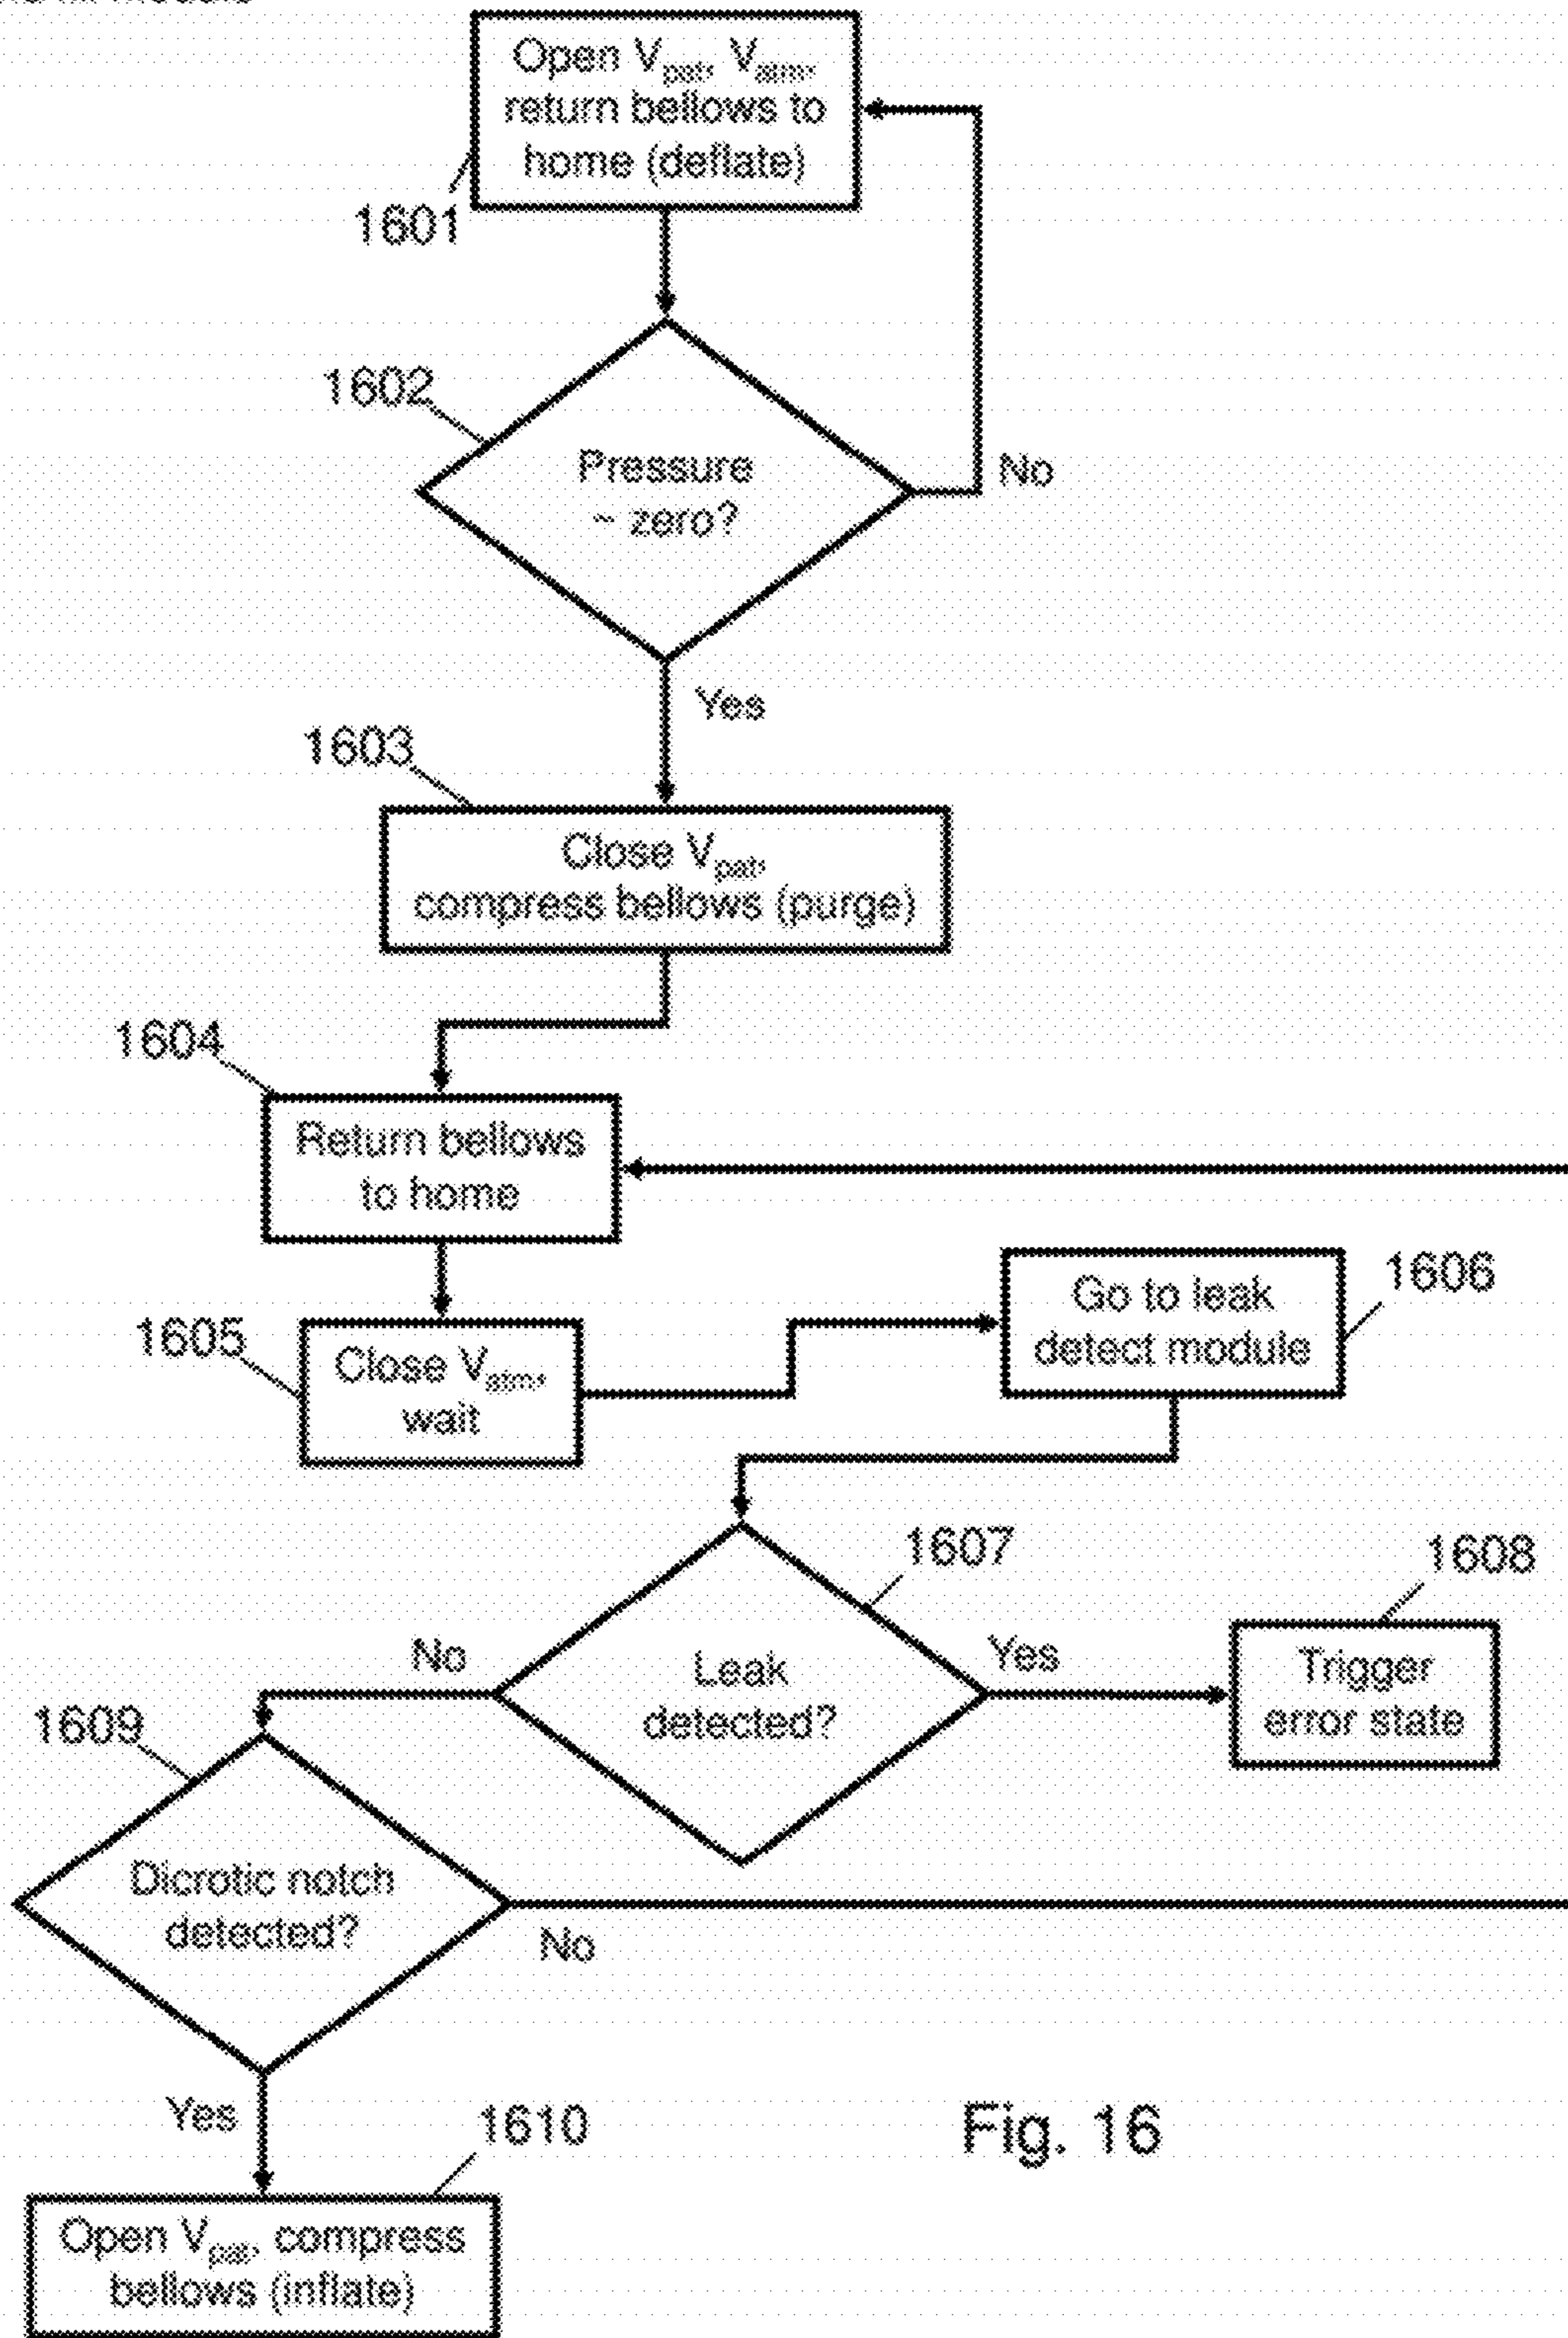 Open V_pat, V_atm,
return bellows to
home (deflate)
1601
1602
Pressure
~ zero?
No
Yes
1603
Close V_pat,
compress bellows (purge)
1604
Return bellows
to home
1605
Close V_atm,
wait
Go to leak
detect module
1606
1607
Leak
detected?
No
Yes
1608
Trigger
error state
1609
Dicrotic notch
detected?
No
Yes
1610
Open V_pat, compress
bellows (inflate)
Fig. 16